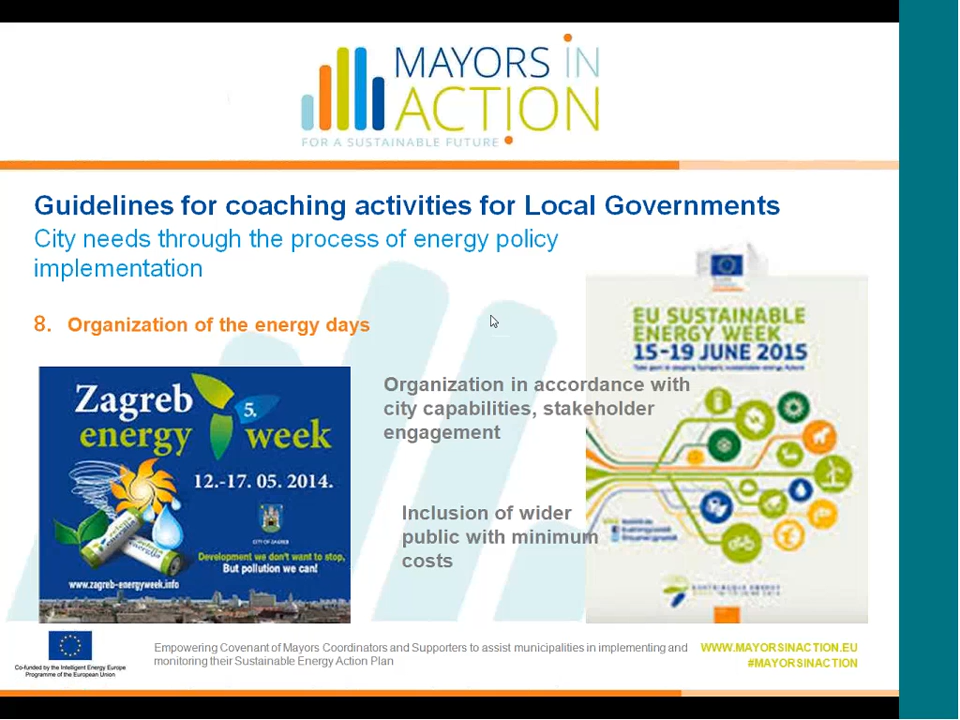 MAYORS IN
ACTION
FOR A SUSTAINABLE FUTURE
Guidelines for coaching activities for Local Governments
City needs through the process of energy policy
implementation
8. Organization of the energy days
Zagreb
energy
5.
week
12.-17. 05. 2014.
CITY OF ZAGREB
Development we don't want to stop,
But pollution we can!
www.zagreb-energyweek.info
Organization in accordance with
city capabilities, stakeholder
engagement
Inclusion of wider
public with minimum
costs
EU SUSTAINABLE
ENERGY WEEK
15-19 JUNE 2015
SUSTAINABLE ENERGY
Co-funded by the Intelligent Energy Europe
Programme of the European Union
Empowering Covenant of Mayors Coordinators and Supporters to assist municipalities in implementing and
monitoring their Sustainable Energy Action Plan
WWW.MAYORSINACTION.EU
#MAYORSINACTION